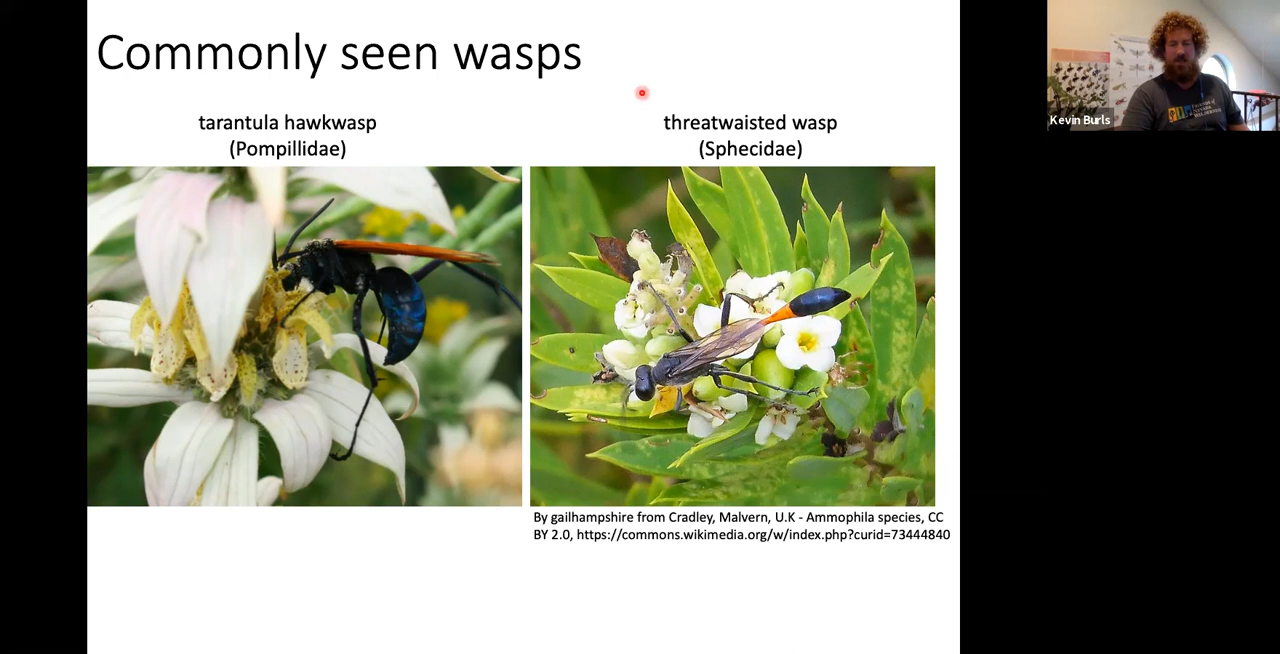 Commonly seen wasps
tarantula hawkwasp
(Pompillidae)
threatwaisted wasp
(Sphecidae)
By gailhampshire from Cradley, Malvern, U.K - Ammophila species, CC
BY 2.0, https://commons.wikimedia.org/w/index.php?curid=73444840
Kevin Burls